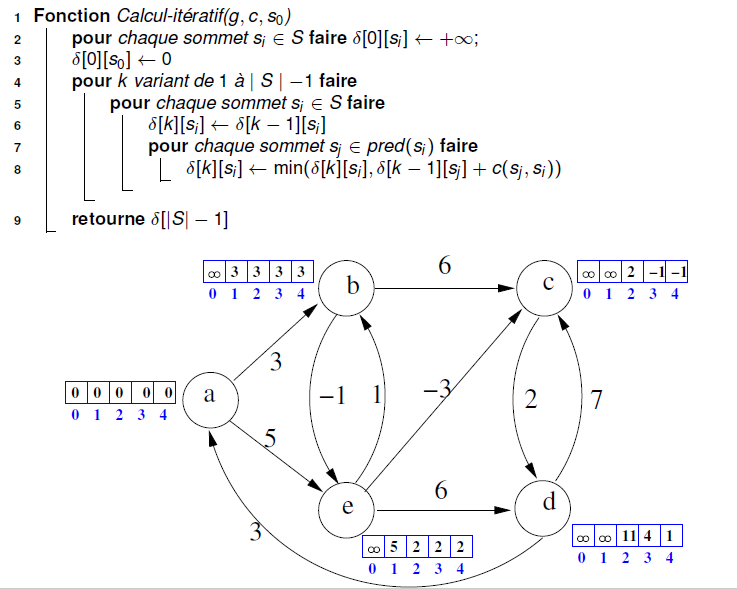 1 Fonction Calcul-itératif(g, c, s₀)
2 pour chaque sommet sᵢ ∈ S faire δ[0][sᵢ] ← +∞;
3 δ[0][s₀] ← 0
4 pour k variant de 1 à | S | −1 faire
5 pour chaque sommet sᵢ ∈ S faire
6 δ[k][sᵢ] ← δ[k − 1][sᵢ]
7 pour chaque sommet sⱼ ∈ pred(sᵢ) faire
8 δ[k][sᵢ] ← min(δ[k][sᵢ], δ[k − 1][sⱼ] + c(sⱼ, sᵢ))
9 retourne δ[|S| − 1]
∞ 3 3 3 3
0 1 2 3 4
b
6
c
∞ ∞ 2 −1 −1
0 1 2 3 4
3
0 0 0 0 0
0 1 2 3 4
a
−1
1
−3
2
7
5
e
6
d
3
∞ 5 2 2 2
0 1 2 3 4
∞ ∞ 11 4 1
0 1 2 3 4